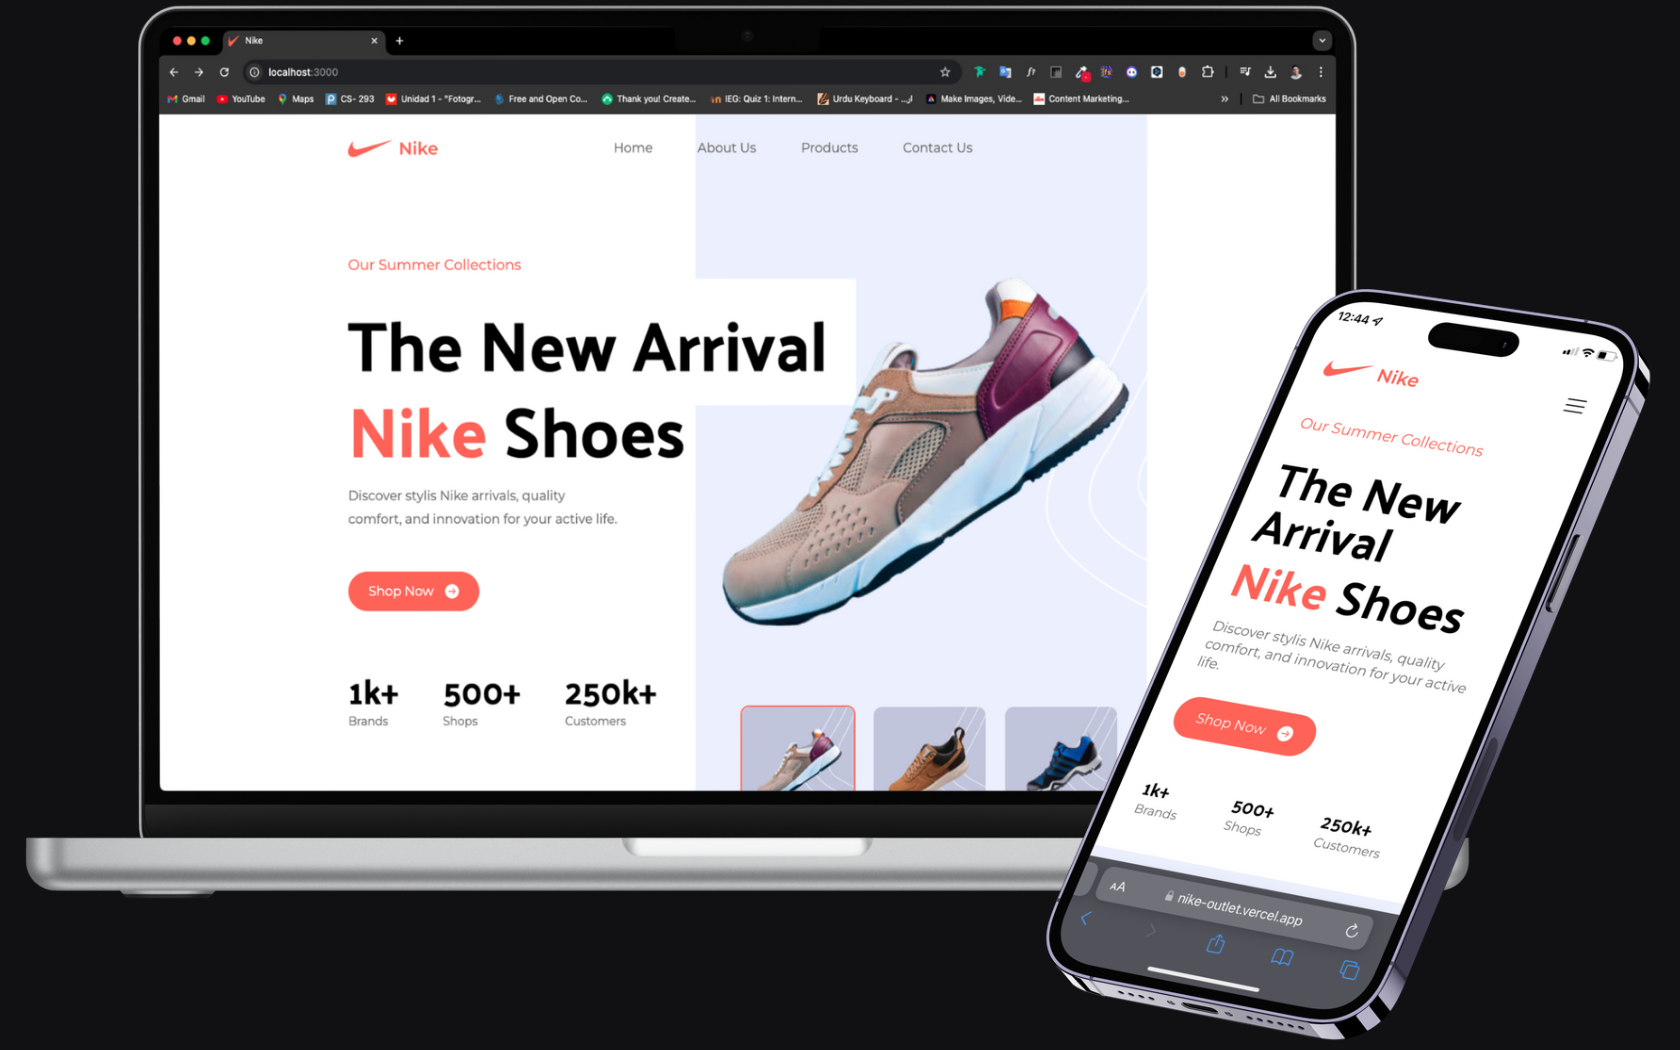 Nike
localhost:3000
Gmail YouTube Maps CS- 293 Unidad 1 - "Fotogr... Free and Open Co... Thank you! Create... IEG: Quiz 1: Intern... Urdu Keyboard - ... Make Images, Vide... Content Marketing... » All Bookmarks
Nike Home About Us Products Contact Us
Our Summer Collections
The New Arrival
Nike Shoes
Discover stylis Nike arrivals, quality
comfort, and innovation for your active life.
Shop Now
1k+ 500+ 250k+
Brands Shops Customers
12:44
Nike
Our Summer Collections
The New
Arrival
Nike Shoes
Discover stylis Nike arrivals, quality
comfort, and innovation for your active
life.
Shop Now
1k+ 500+ 250k+
Brands Shops Customers
AA nike-outlet.vercel.app